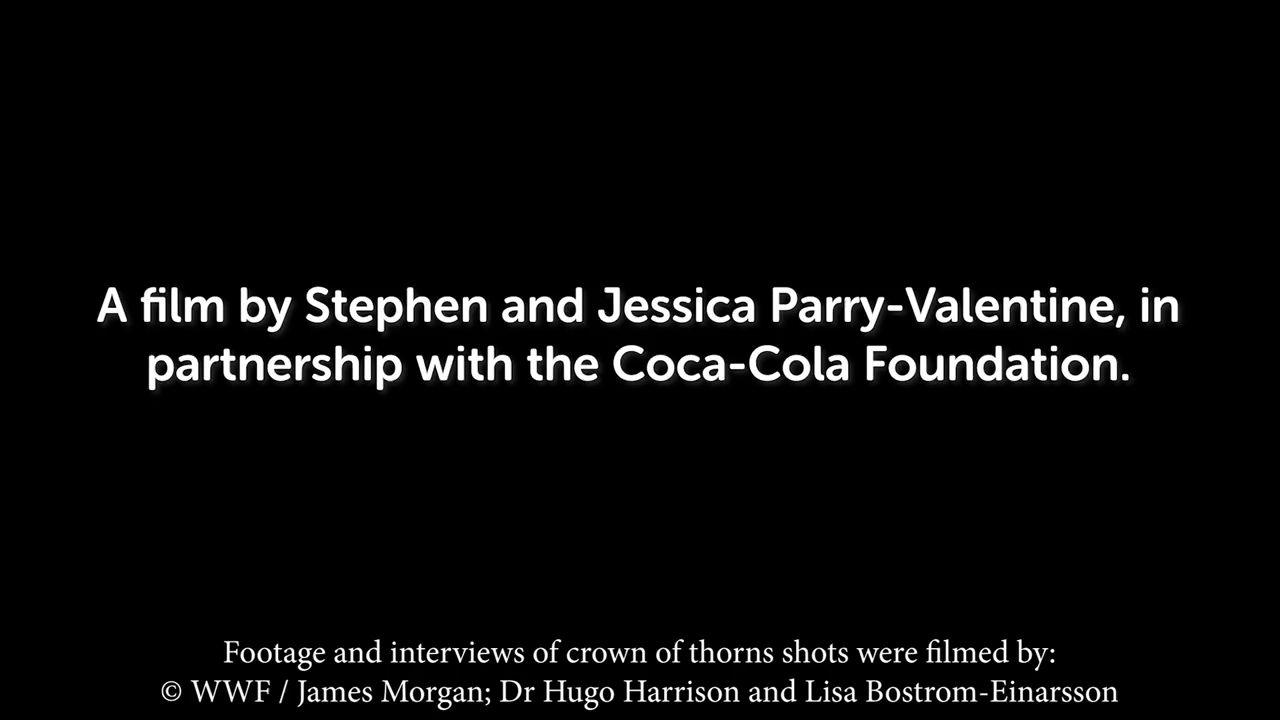 A film by Stephen and Jessica Parry-Valentine, in
partnership with the Coca-Cola Foundation.
Footage and interviews of crown of thorns shots were filmed by:
© WWF / James Morgan; Dr Hugo Harrison and Lisa Bostrom-Einarsson